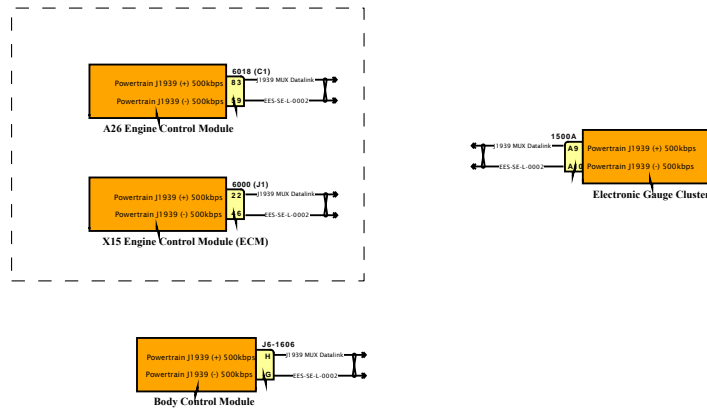 6018 (C1)
Powertrain J1939 (+) 500kbps 83 J1939 MUX Datalink
Powertrain J1939 (-) 500kbps 59 EES-SE-L-0002
A26 Engine Control Module
1500A
J1939 MUX Datalink A9 Powertrain J1939 (+) 500kbps
EES-SE-L-0002 A10 Powertrain J1939 (-) 500kbps
Electronic Gauge Cluster
6000 (J1)
Powertrain J1939 (+) 500kbps 22 J1939 MUX Datalink
Powertrain J1939 (-) 500kbps 46 EES-SE-L-0002
X15 Engine Control Module (ECM)
J6-1606
Powertrain J1939 (+) 500kbps H J1939 MUX Datalink
Powertrain J1939 (-) 500kbps G EES-SE-L-0002
Body Control Module